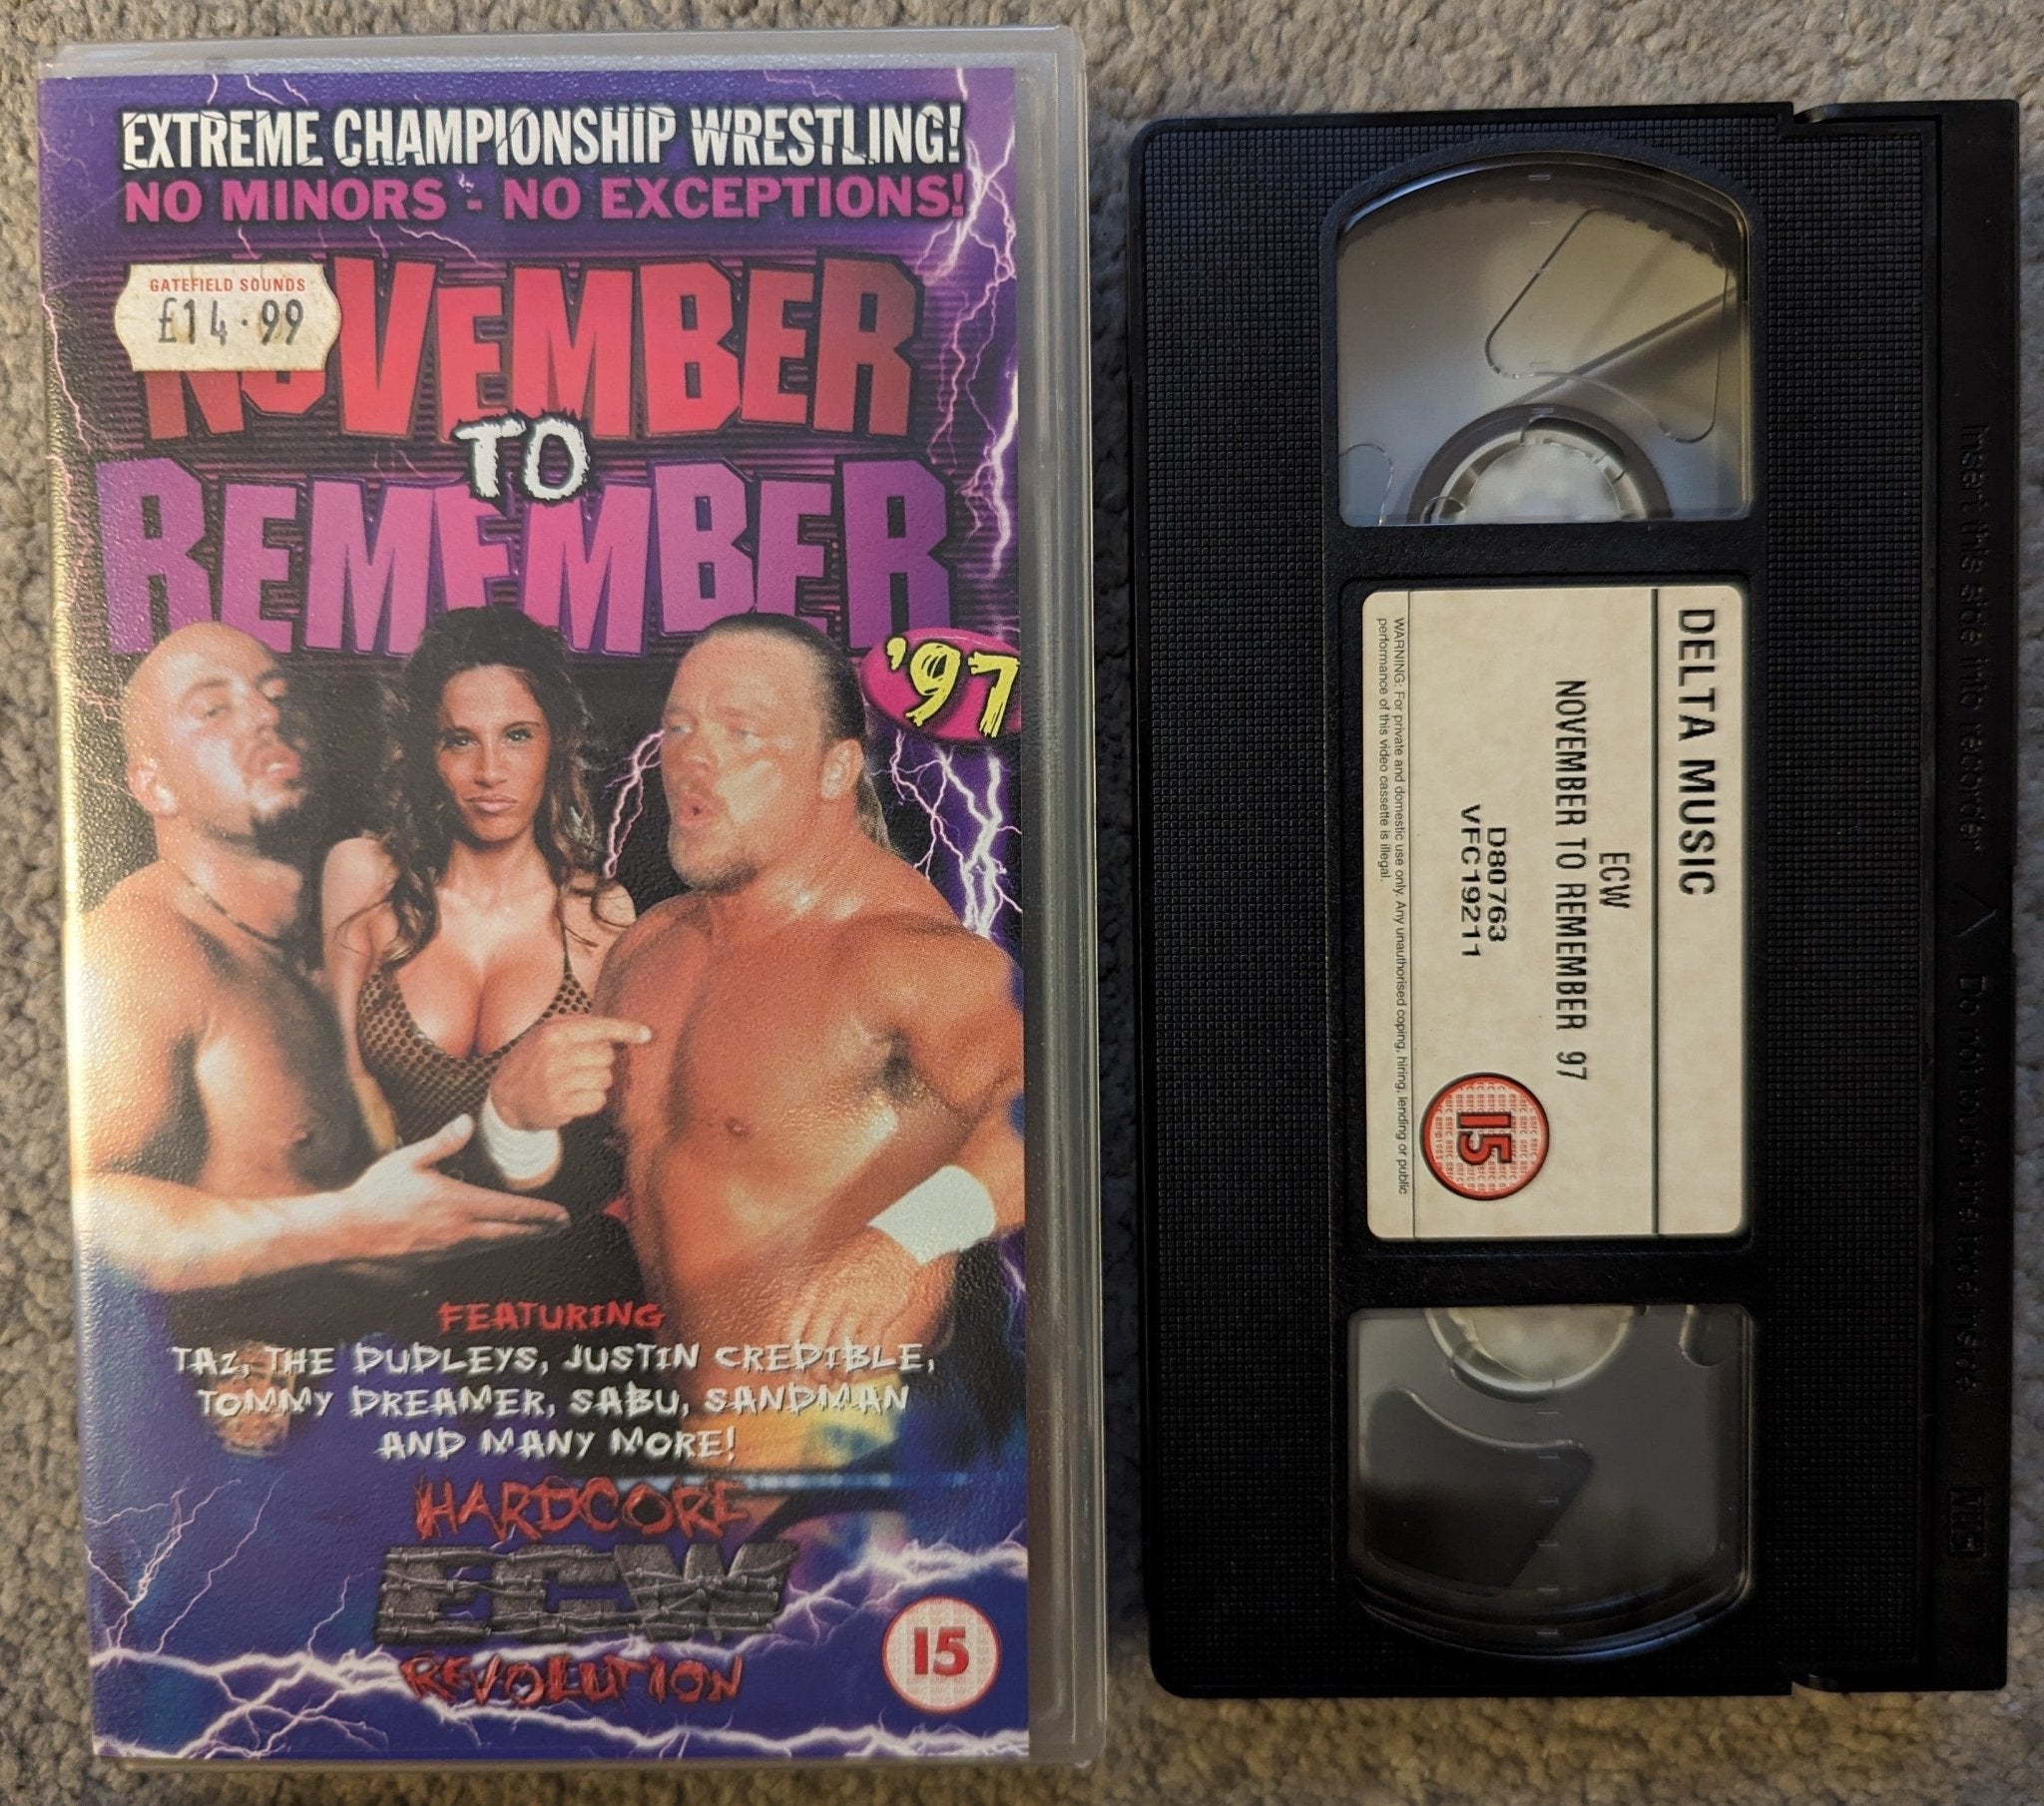 EXTREME CHAMPIONSHIP WRESTLING!
NO MINORS - NO EXCEPTIONS!
GATEFIELD SOUNDS
£14.99
NOVEMBER
TO
REMEMBER
'97
FEATURING
TAZ, THE DUDLEYS, JUSTIN CREDIBLE,
TOMMY DREAMER, SABU, SANDMAN
AND MANY MORE!
HARDCORE
ECW
REVOLUTION
15
DELTA MUSIC
ECW
NOVEMBER TO REMEMBER 97
D80763
VFC19211
15
WARNING: For private and domestic use only. Any unauthorised coping, hiring, lending or public
performance of this video cassette is illegal.
Insert this side into recorder △ Do not touch the tape inside